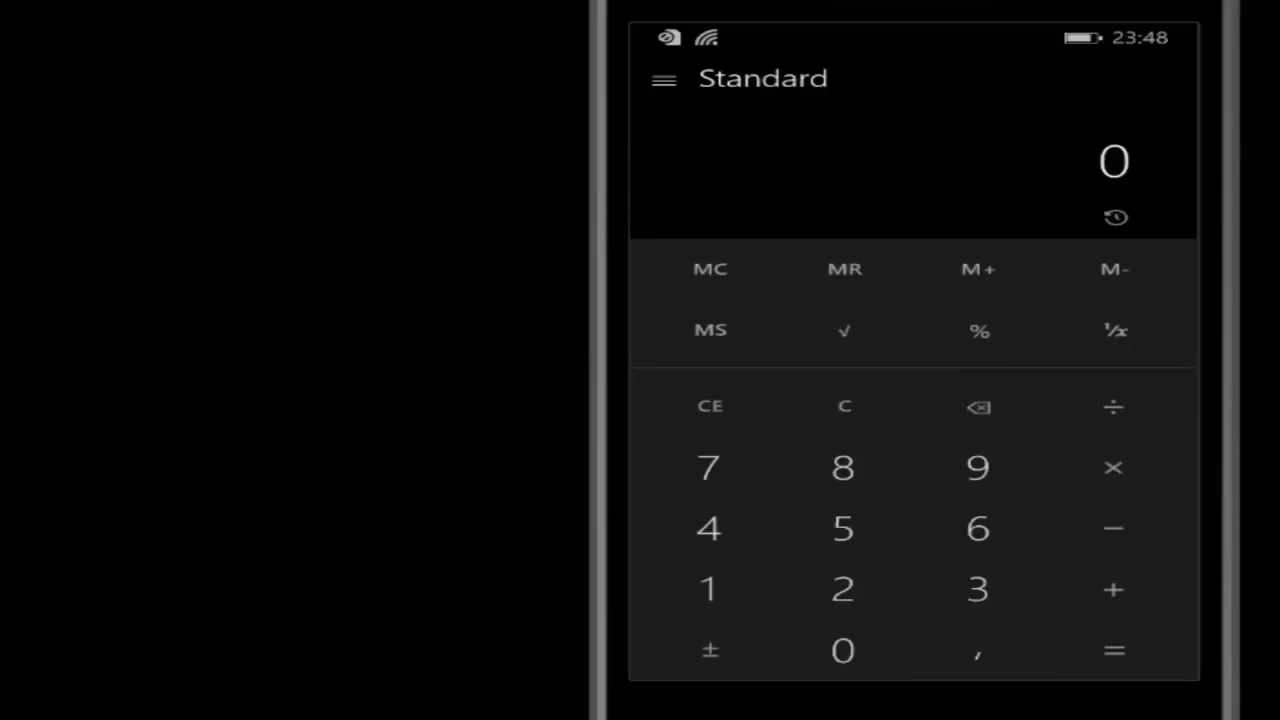 23:48
Standard
0
MC MR M+ M-
MS √ % ¹/x
CE C ÷
7 8 9 ×
4 5 6 −
1 2 3 +
± 0 , =